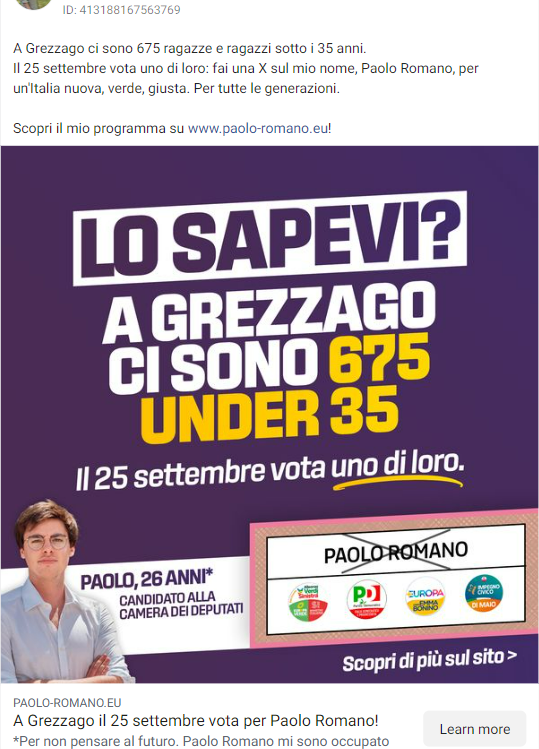 ID: 413188167563769
A Grezzago ci sono 675 ragazze e ragazzi sotto i 35 anni.
Il 25 settembre vota uno di loro: fai una X sul mio nome, Paolo Romano, per
un'Italia nuova, verde, giusta. Per tutte le generazioni.
Scopri il mio programma su www.paolo-romano.eu!
LO SAPEVI?
A GREZZAGO
CI SONO 675
UNDER 35
Il 25 settembre vota uno di loro.
PAOLO, 26 ANNI*
CANDIDATO ALLA
CAMERA DEI DEPUTATI
PAOLO ROMANO
PD
+EUROPA
EMMA
BONINO
IMPEGNO
CIVICO
DI MAIO
Scopri di più sul sito >
PAOLO-ROMANO.EU
A Grezzago il 25 settembre vota per Paolo Romano!
*Per non pensare al futuro. Paolo Romano mi sono occupato
Learn more